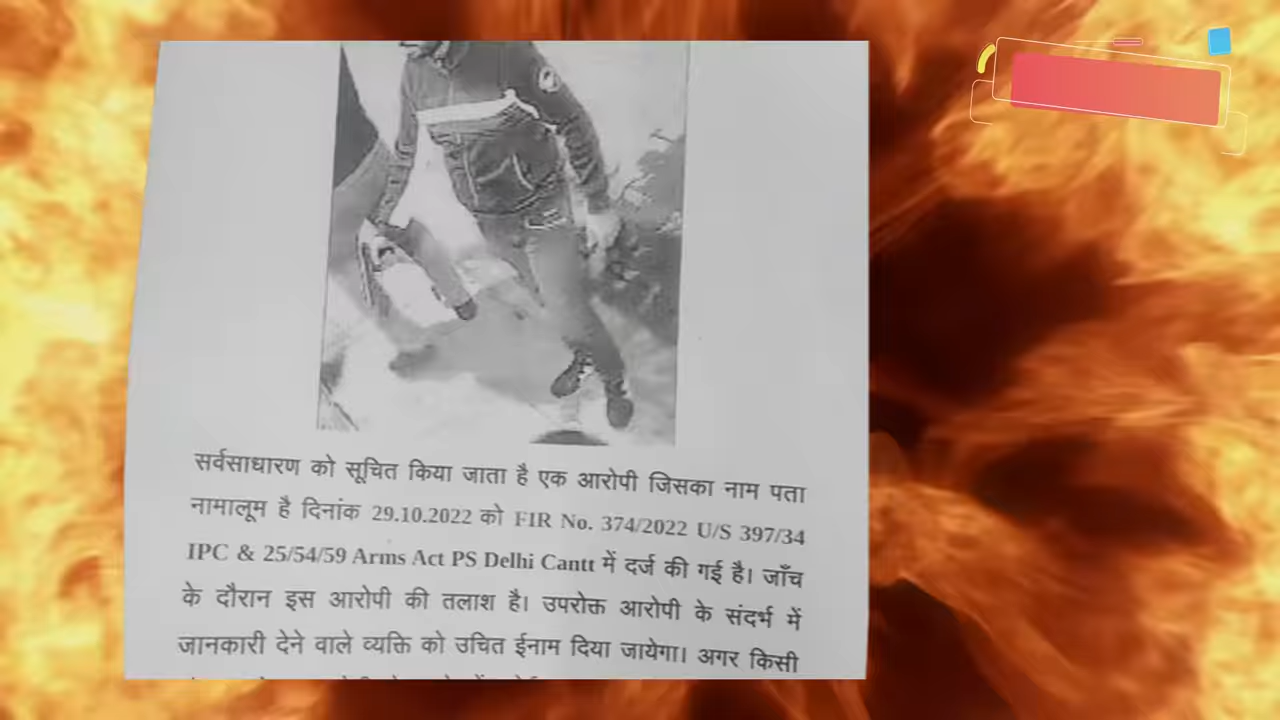 सर्वसाधारण को सूचित किया जाता है एक आरोपी जिसका नाम पता
नामालूम है दिनांक 29.10.2022 को FIR No. 374/2022 U/S 397/34
IPC & 25/54/59 Arms Act PS Delhi Cantt में दर्ज की गई है। जाँच
के दौरान इस आरोपी की तलाश है। उपरोक्त आरोपी के संदर्भ में
जानकारी देने वाले व्यक्ति को उचित ईनाम दिया जायेगा। अगर किसी